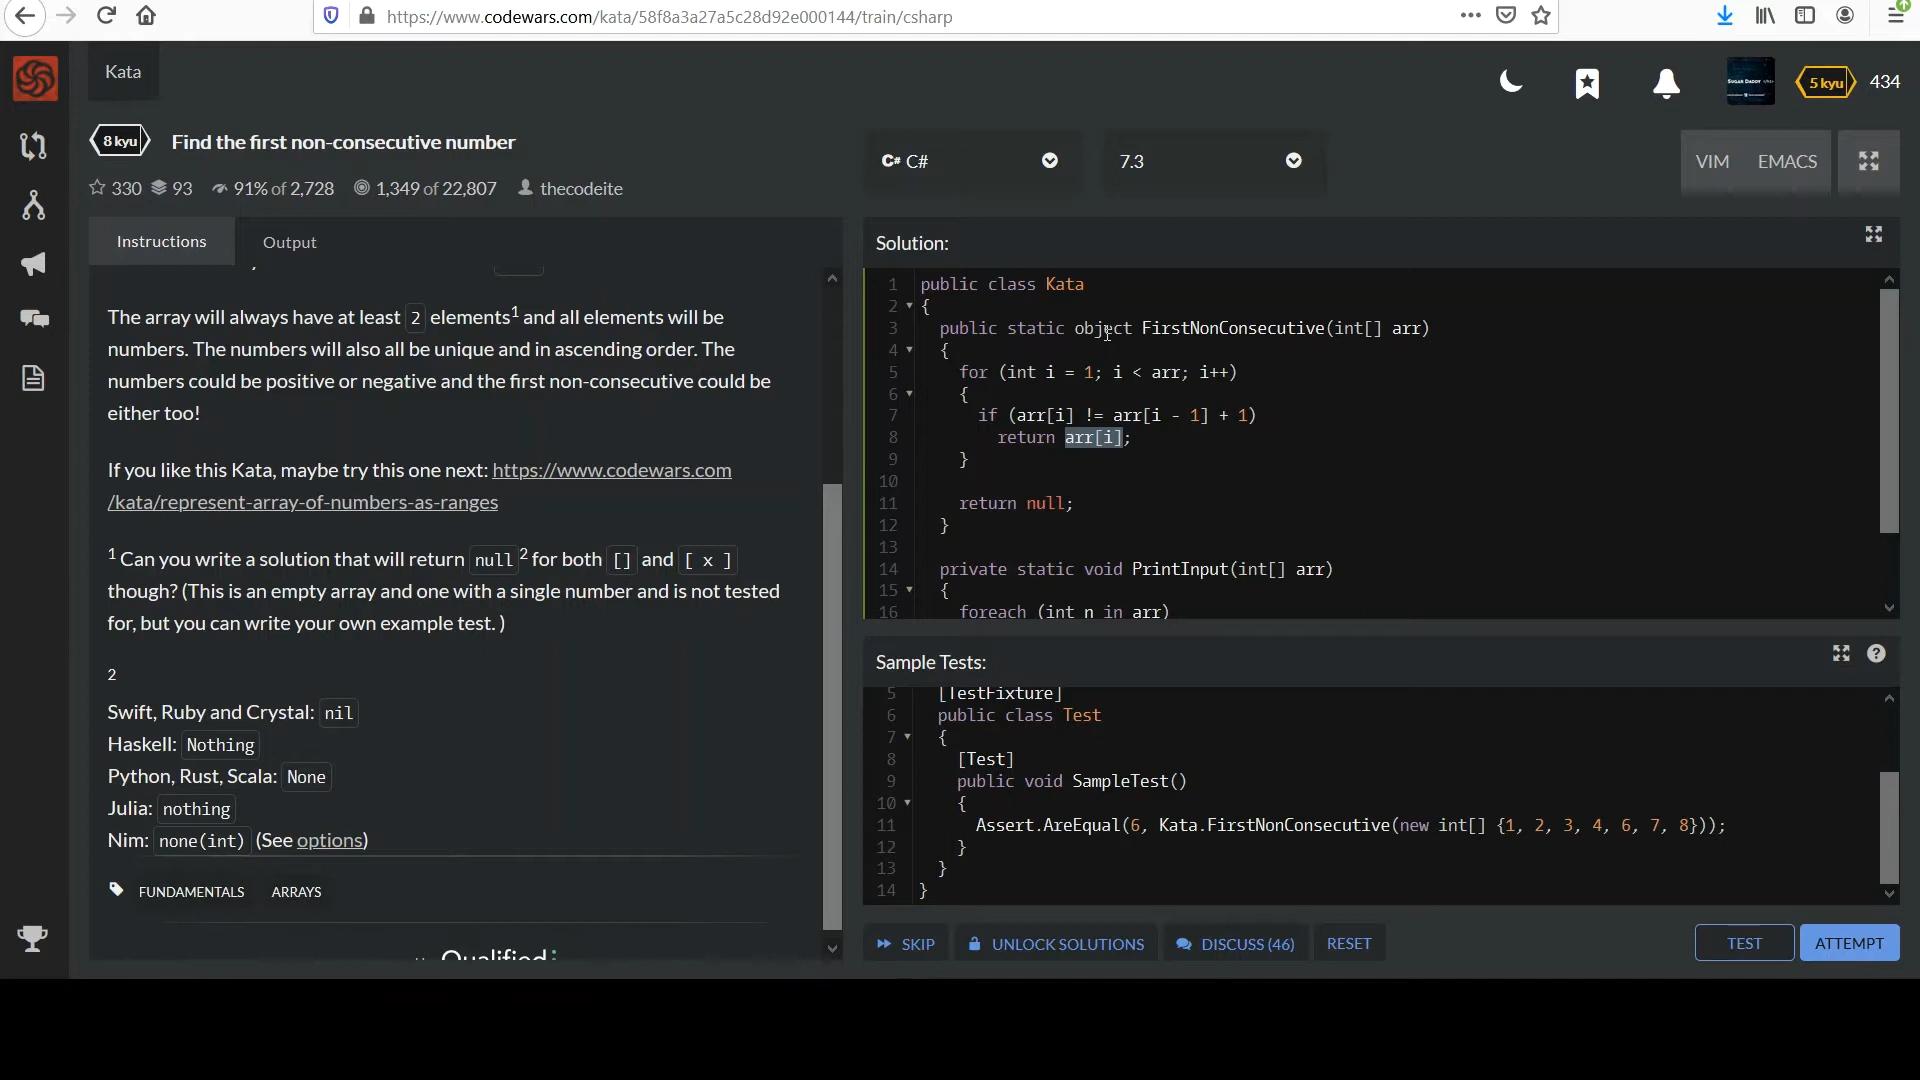 https://www.codewars.com/kata/58f8a3a27a5c28d92e000144/train/csharp
Kata
SUGAR DADDY
5 kyu 434
8 kyu Find the first non-consecutive number
330 93 91% of 2,728 1,349 of 22,807 thecodeite
C# C#
7.3
VIM EMACS
Instructions Output
The array will always have at least 2 elements1 and all elements will be
numbers. The numbers will also all be unique and in ascending order. The
numbers could be positive or negative and the first non-consecutive could be
either too!
If you like this Kata, maybe try this one next: https://www.codewars.com
/kata/represent-array-of-numbers-as-ranges
1 Can you write a solution that will return null 2 for both [] and [ x ]
though? (This is an empty array and one with a single number and is not tested
for, but you can write your own example test. )
2
Swift, Ruby and Crystal: nil
Haskell: Nothing
Python, Rust, Scala: None
Julia: nothing
Nim: none(int) (See options)
FUNDAMENTALS ARRAYS
Qualified
Solution:
1 public class Kata
2 {
3 public static object FirstNonConsecutive(int[] arr)
4 {
5 for (int i = 1; i < arr; i++)
6 {
7 if (arr[i] != arr[i - 1] + 1)
8 return arr[i];
9 }
10
11 return null;
12 }
13
14 private static void PrintInput(int[] arr)
15 {
16 foreach (int n in arr)
Sample Tests:
5 [TestFixture]
6 public class Test
7 {
8 [Test]
9 public void SampleTest()
10 {
11 Assert.AreEqual(6, Kata.FirstNonConsecutive(new int[] {1, 2, 3, 4, 6, 7, 8}));
12 }
13 }
14 }
SKIP UNLOCK SOLUTIONS DISCUSS (46) RESET TEST ATTEMPT